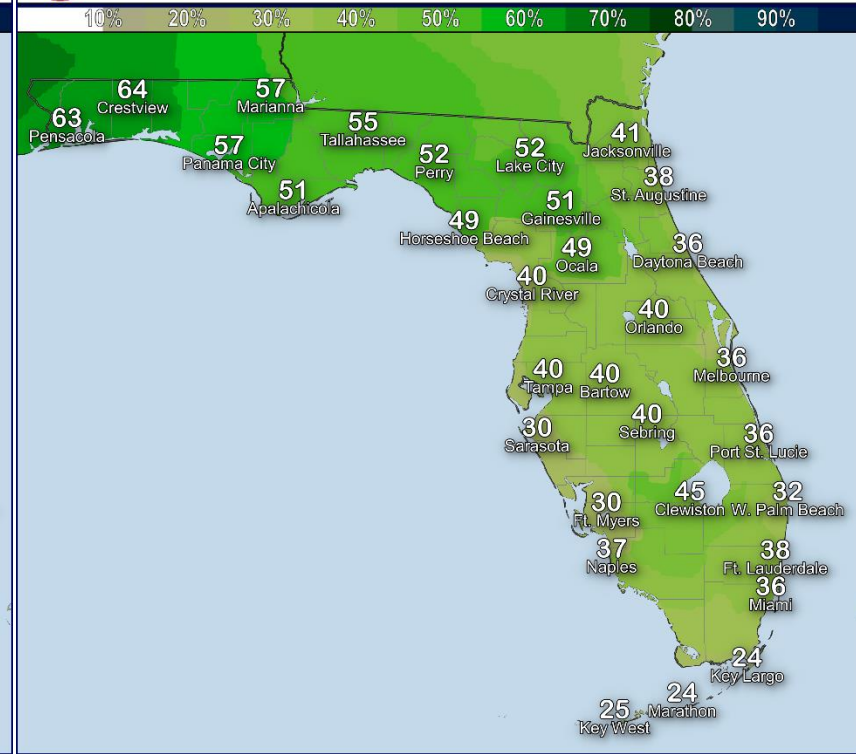 10% 20% 30% 40% 50% 60% 70% 80% 90%
64
Crestview
57
Marianna
63
Pensacola
55
Tallahassee
57
Panama City
52
Perry
52
Lake City
41
Jacksonville
38
St. Augustine
51
Apalachicola
51
Gainesville
49
Horseshoe Beach
49
Ocala
36
Daytona Beach
40
Crystal River
40
Orlando
40
Tampa
40
Bartow
36
Melbourne
40
Sebring
30
Sarasota
36
Port St. Lucie
45
Clewiston
32
W. Palm Beach
30
Ft. Myers
37
Naples
38
Ft. Lauderdale
36
Miami
24
Key Largo
24
Marathon
25
Key West